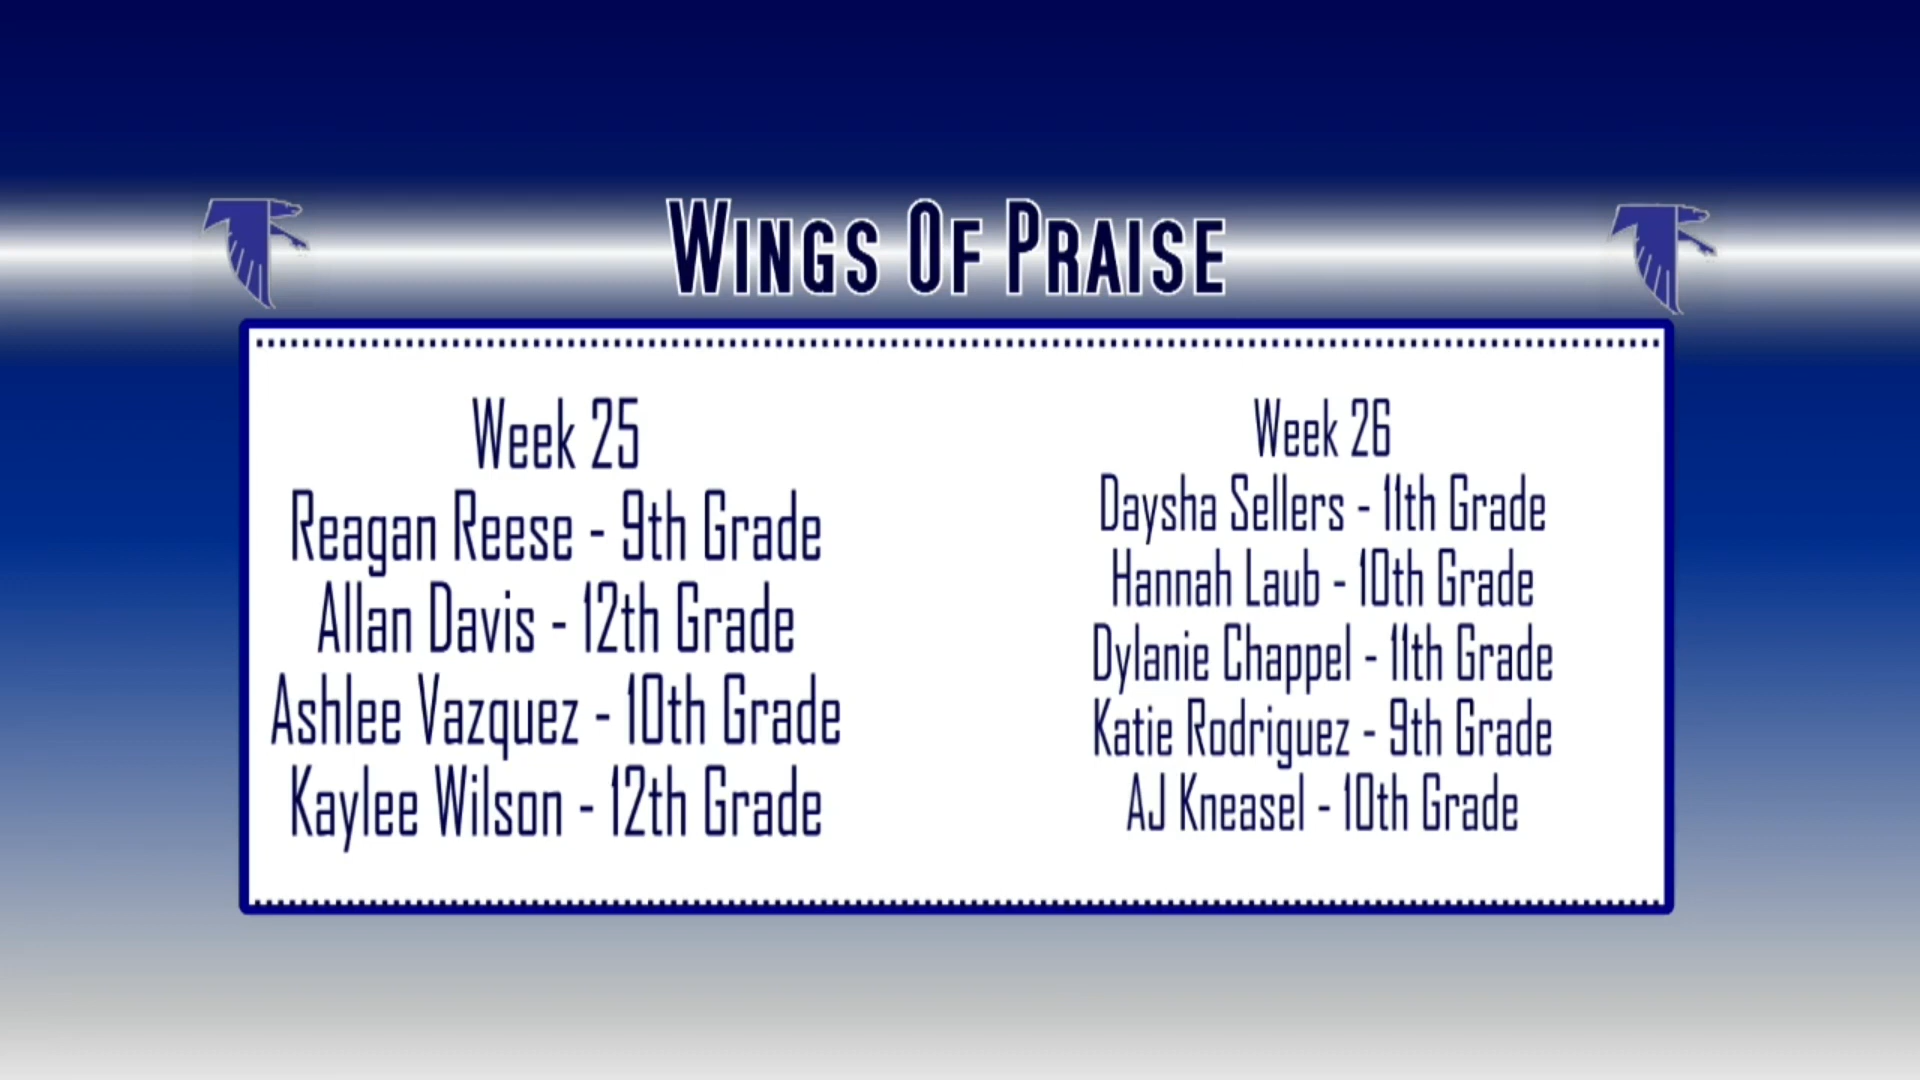 Wings Of Praise
Week 25
Reagan Reese - 9th Grade
Allan Davis - 12th Grade
Ashlee Vazquez - 10th Grade
Kaylee Wilson - 12th Grade
Week 26
Daysha Sellers - 11th Grade
Hannah Laub - 10th Grade
Dylanie Chappel - 11th Grade
Katie Rodriguez - 9th Grade
AJ Kneasel - 10th Grade